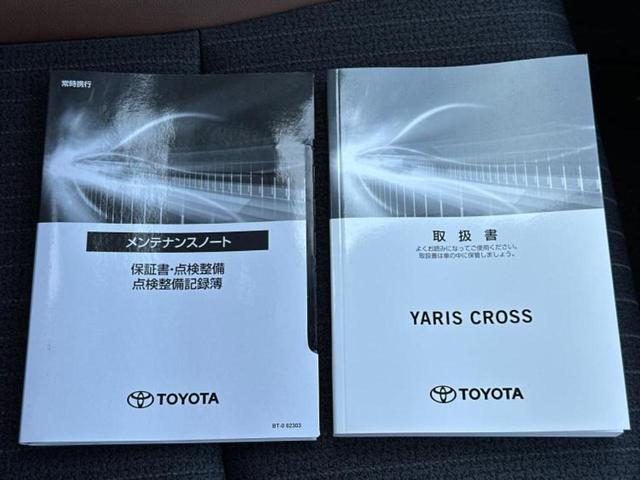 常時携行
メンテナンスノート
保証書・点検整備
点検整備記録簿
TOYOTA
BT-0 62303
取扱書
よくお読みになってご使用ください。
取扱書は車の中に保管しましょう。
YARIS CROSS
TOYOTA